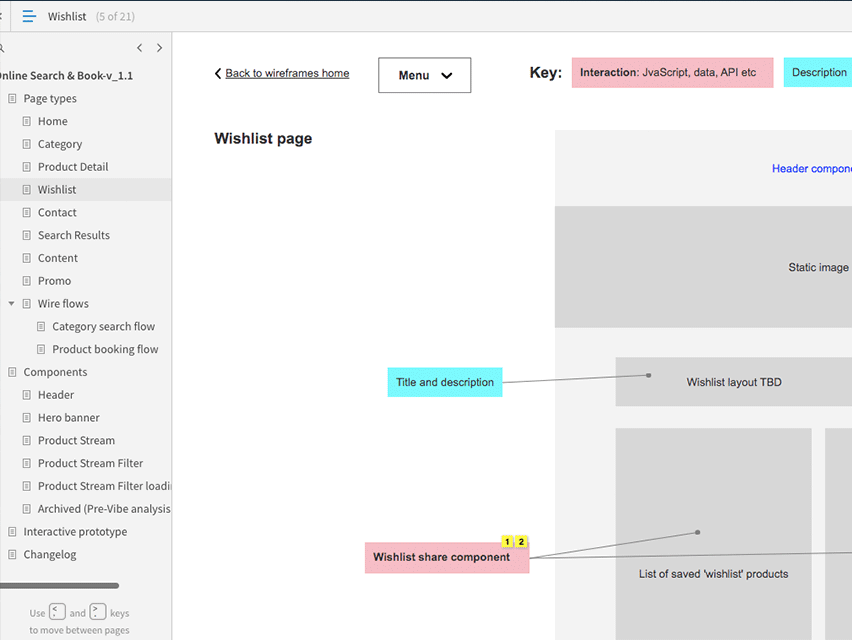 Wishlist (5 of 21)
nline Search & Book-v_1.1
Page types
Home
Category
Product Detail
Wishlist
Contact
Search Results
Content
Promo
Wire flows
Category search flow
Product booking flow
Components
Header
Hero banner
Product Stream
Product Stream Filter
Product Stream Filter loadi
Archived (Pre-Vibe analysis
Interactive prototype
Changelog
Use < , and > . keys
to move between pages
Back to wireframes home
Menu
Key:
Interaction: JvaScript, data, API etc
Description
Wishlist page
Header compone
Static image
Title and description
Wishlist layout TBD
1 2
Wishlist share component
List of saved 'wishlist' products